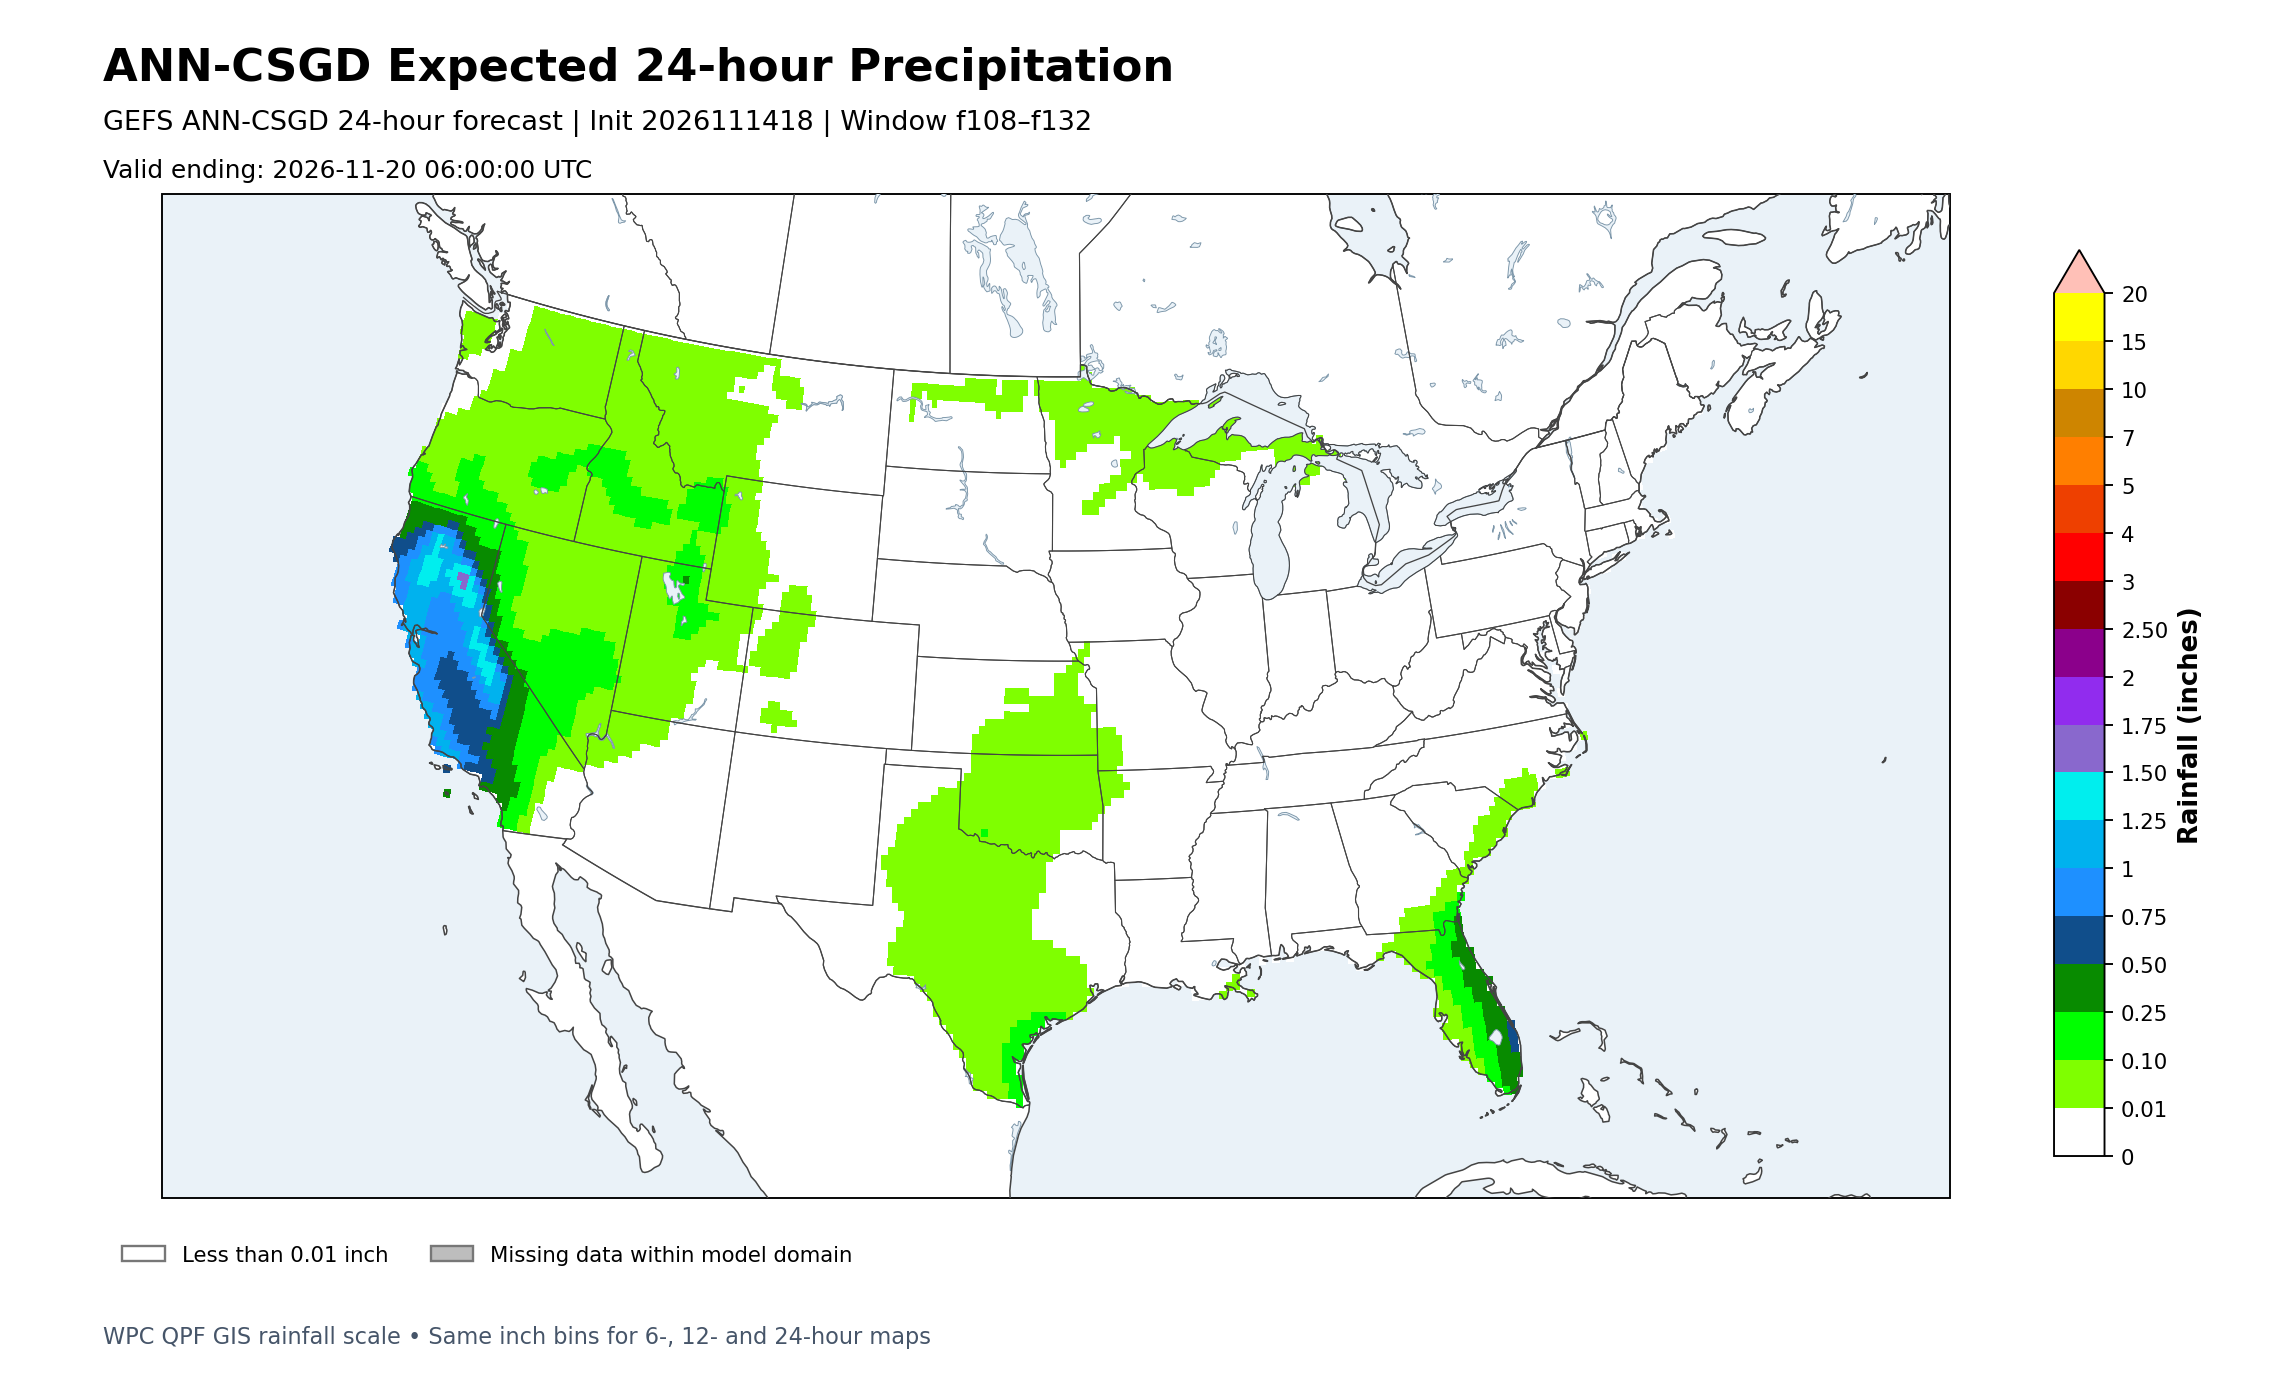 ANN-CSGD Expected 24-hour Precipitation
GEFS ANN-CSGD 24-hour forecast | Init 2026111418 | Window f108–f132
Valid ending: 2026-11-20 06:00:00 UTC
20
15
10
7
5
4
3
2.50
2
1.75
1.50
1.25
1
0.75
0.50
0.25
0.10
0.01
0
Rainfall (inches)
Less than 0.01 inch
Missing data within model domain
WPC QPF GIS rainfall scale • Same inch bins for 6-, 12- and 24-hour maps